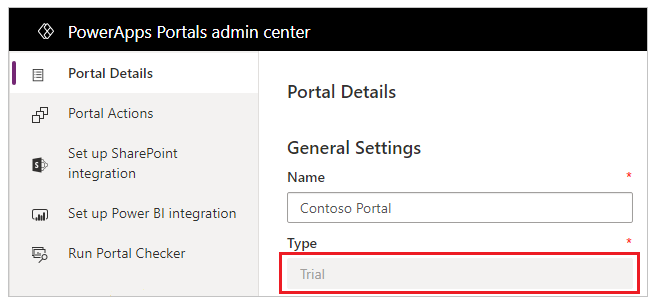 PowerApps Portals admin center
Portal Details
Portal Actions
Set up SharePoint
integration
Set up Power BI integration
Run Portal Checker
Portal Details
General Settings
Name *
Contoso Portal
Type *
Trial